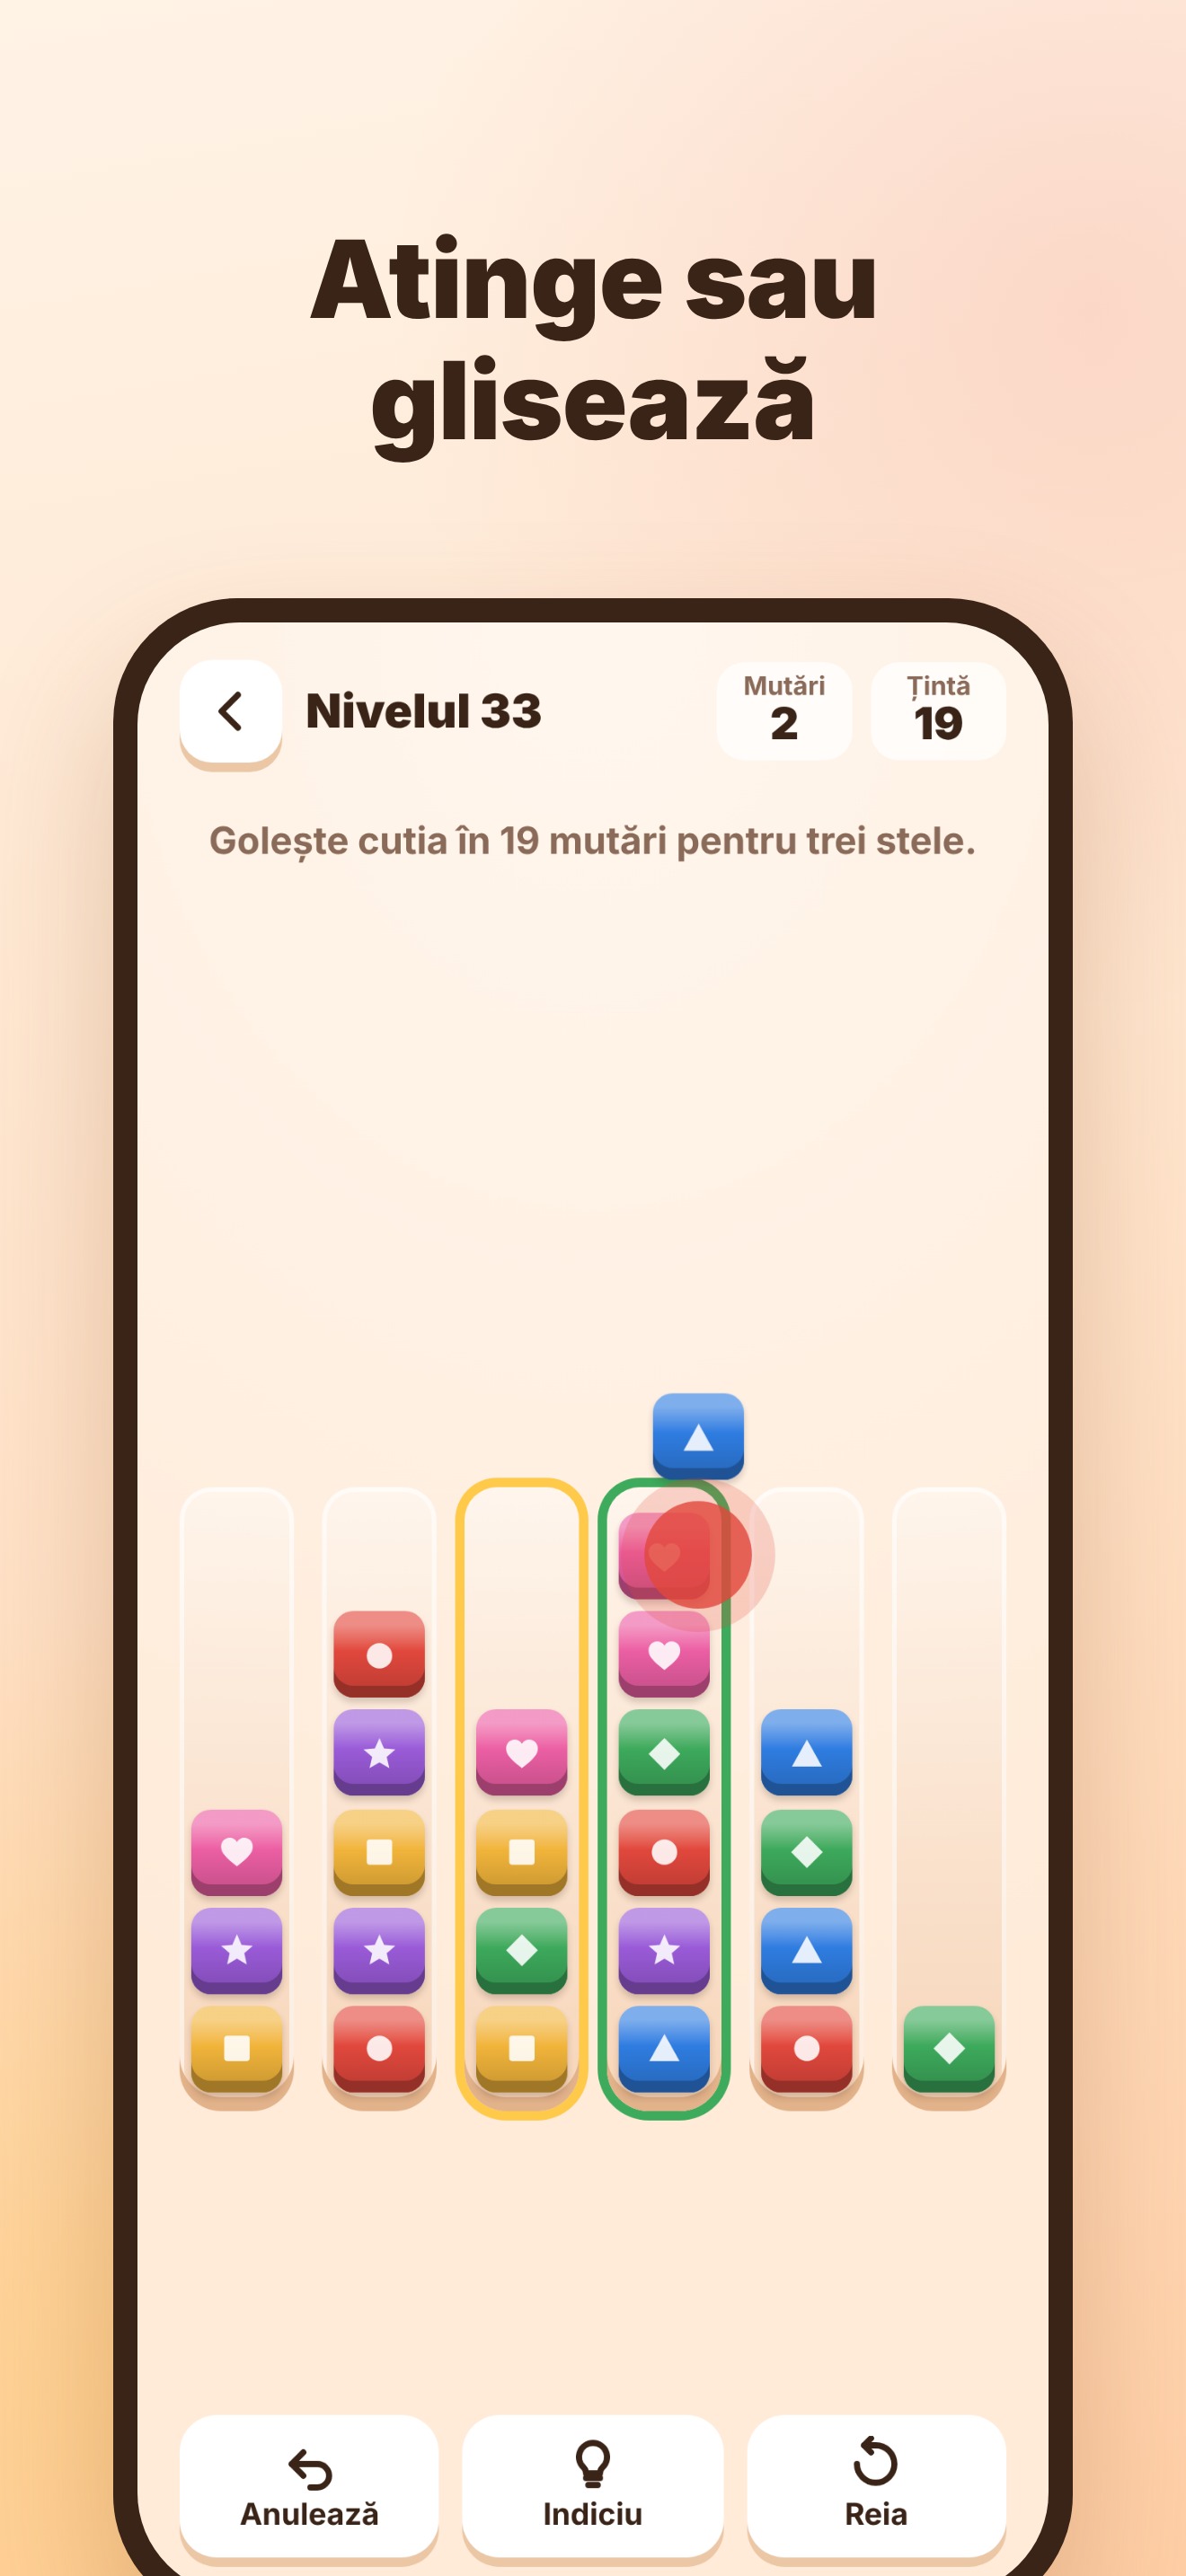 Atinge sau
glisează
Nivelul 33
Mutări
2
Țintă
19
Golește cutia în 19 mutări pentru trei stele.
Anulează
Indiciu
Reia